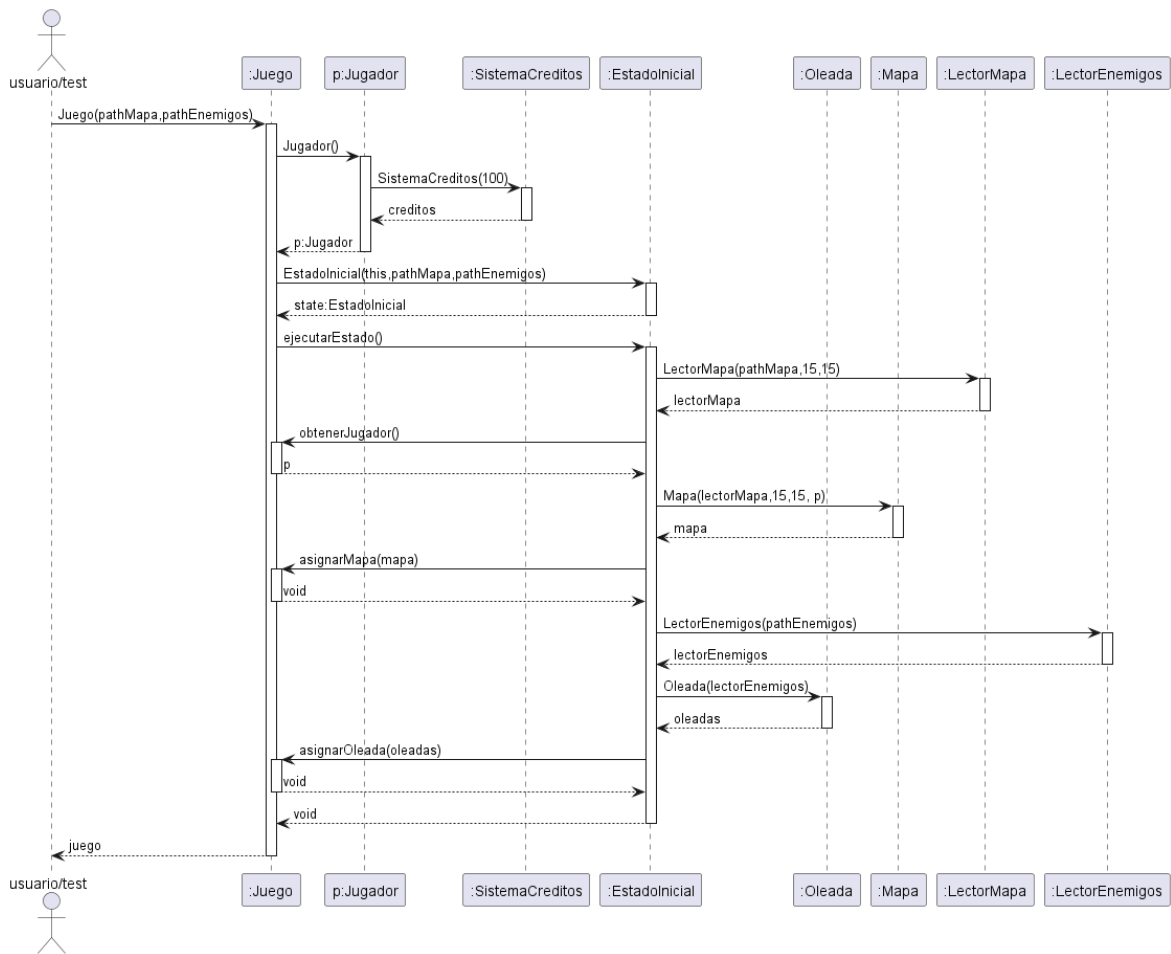 usuario/test
:Juego
p:Jugador
:SistemaCreditos
:EstadoInicial
:Oleada
:Mapa
:LectorMapa
:LectorEnemigos
Juego(pathMapa,pathEnemigos)
Jugador()
SistemaCreditos(100)
creditos
p:Jugador
EstadoInicial(this,pathMapa,pathEnemigos)
state:EstadoInicial
ejecutarEstado()
LectorMapa(pathMapa,15,15)
lectorMapa
obtenerJugador()
p
Mapa(lectorMapa,15,15, p)
mapa
asignarMapa(mapa)
void
LectorEnemigos(pathEnemigos)
lectorEnemigos
Oleada(lectorEnemigos)
oleadas
asignarOleada(oleadas)
void
void
juego
usuario/test
:Juego
p:Jugador
:SistemaCreditos
:EstadoInicial
:Oleada
:Mapa
:LectorMapa
:LectorEnemigos